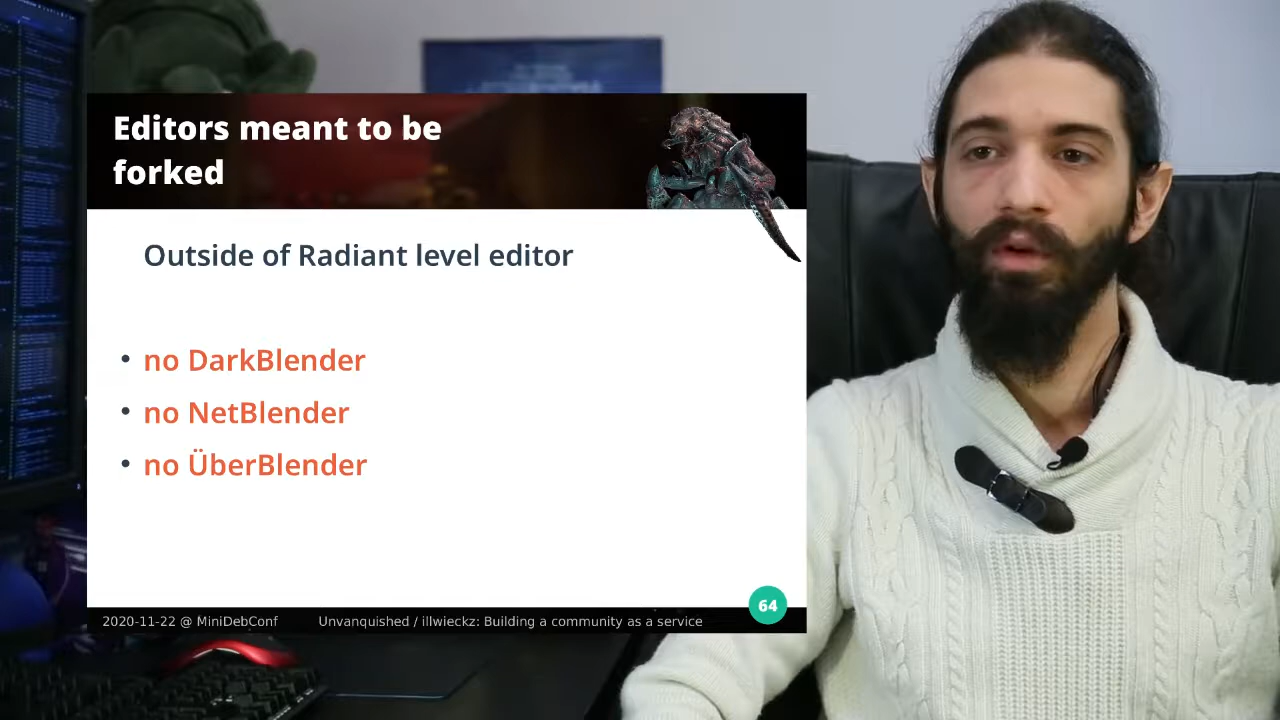 Editors meant to be
forked
Outside of Radiant level editor
• no DarkBlender
• no NetBlender
• no ÜberBlender
64
2020-11-22 @ MiniDebConf Unvanquished / illwieckz: Building a community as a service